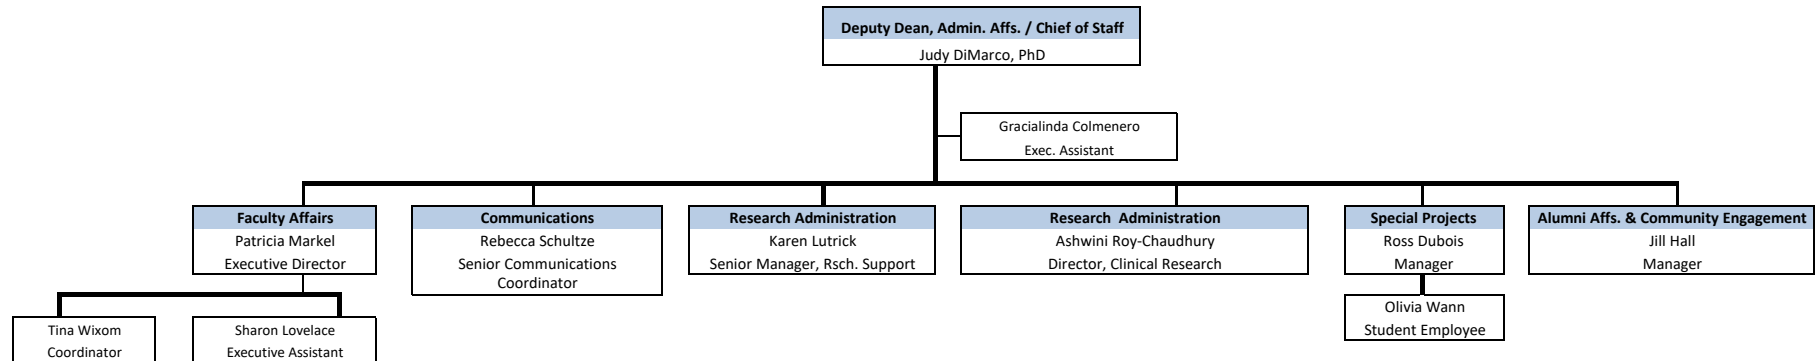 Deputy Dean, Admin. Affs. / Chief of Staff
Judy DiMarco, PhD
Gracialinda Colmenero
Exec. Assistant
Faculty Affairs
Patricia Markel
Executive Director
Communications
Rebecca Schultze
Senior Communications
Coordinator
Research Administration
Karen Lutrick
Senior Manager, Rsch. Support
Research Administration
Ashwini Roy-Chaudhury
Director, Clinical Research
Special Projects
Ross Dubois
Manager
Alumni Affs. & Community Engagement
Jill Hall
Manager
Tina Wixom
Coordinator
Sharon Lovelace
Executive Assistant
Olivia Wann
Student Employee